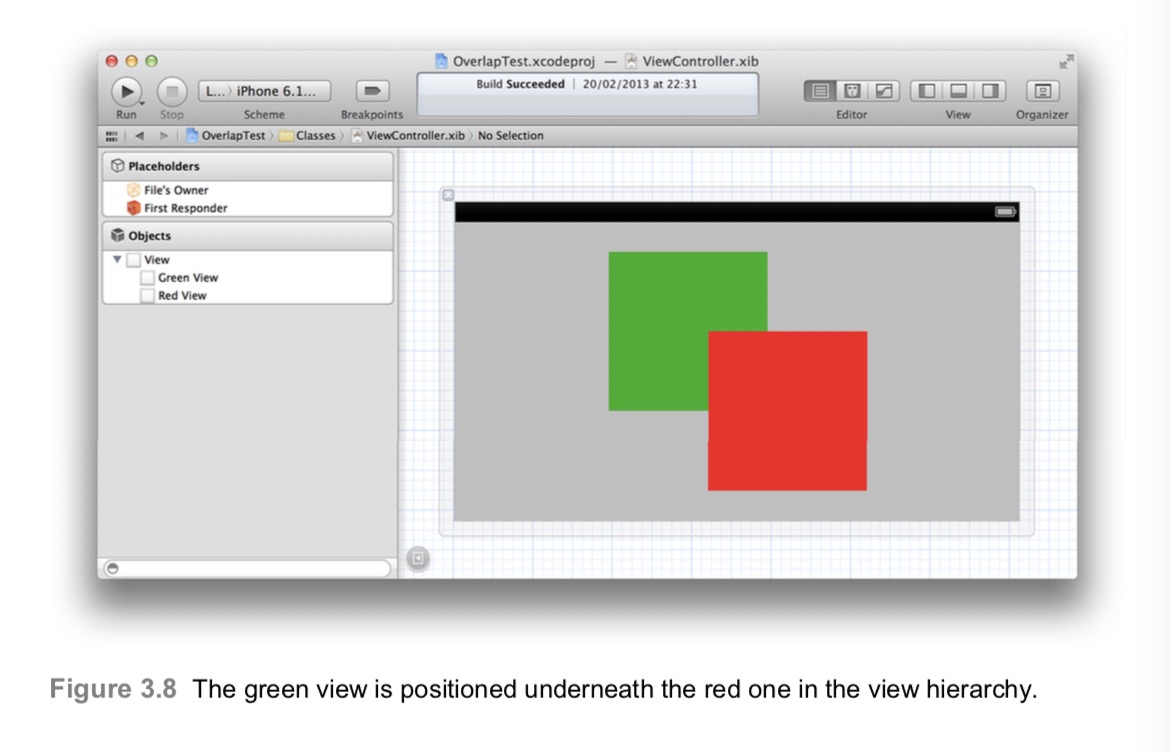 OverlapTest.xcodeproj — ViewController.xib
Build Succeeded | 20/02/2013 at 22:31
L... 〉 iPhone 6.1...
Run Stop Scheme Breakpoints Editor View Organizer
OverlapTest 〉 Classes 〉 ViewController.xib 〉 No Selection
Placeholders
File's Owner
First Responder
Objects
View
Green View
Red View
Figure 3.8 The green view is positioned underneath the red one in the view hierarchy.